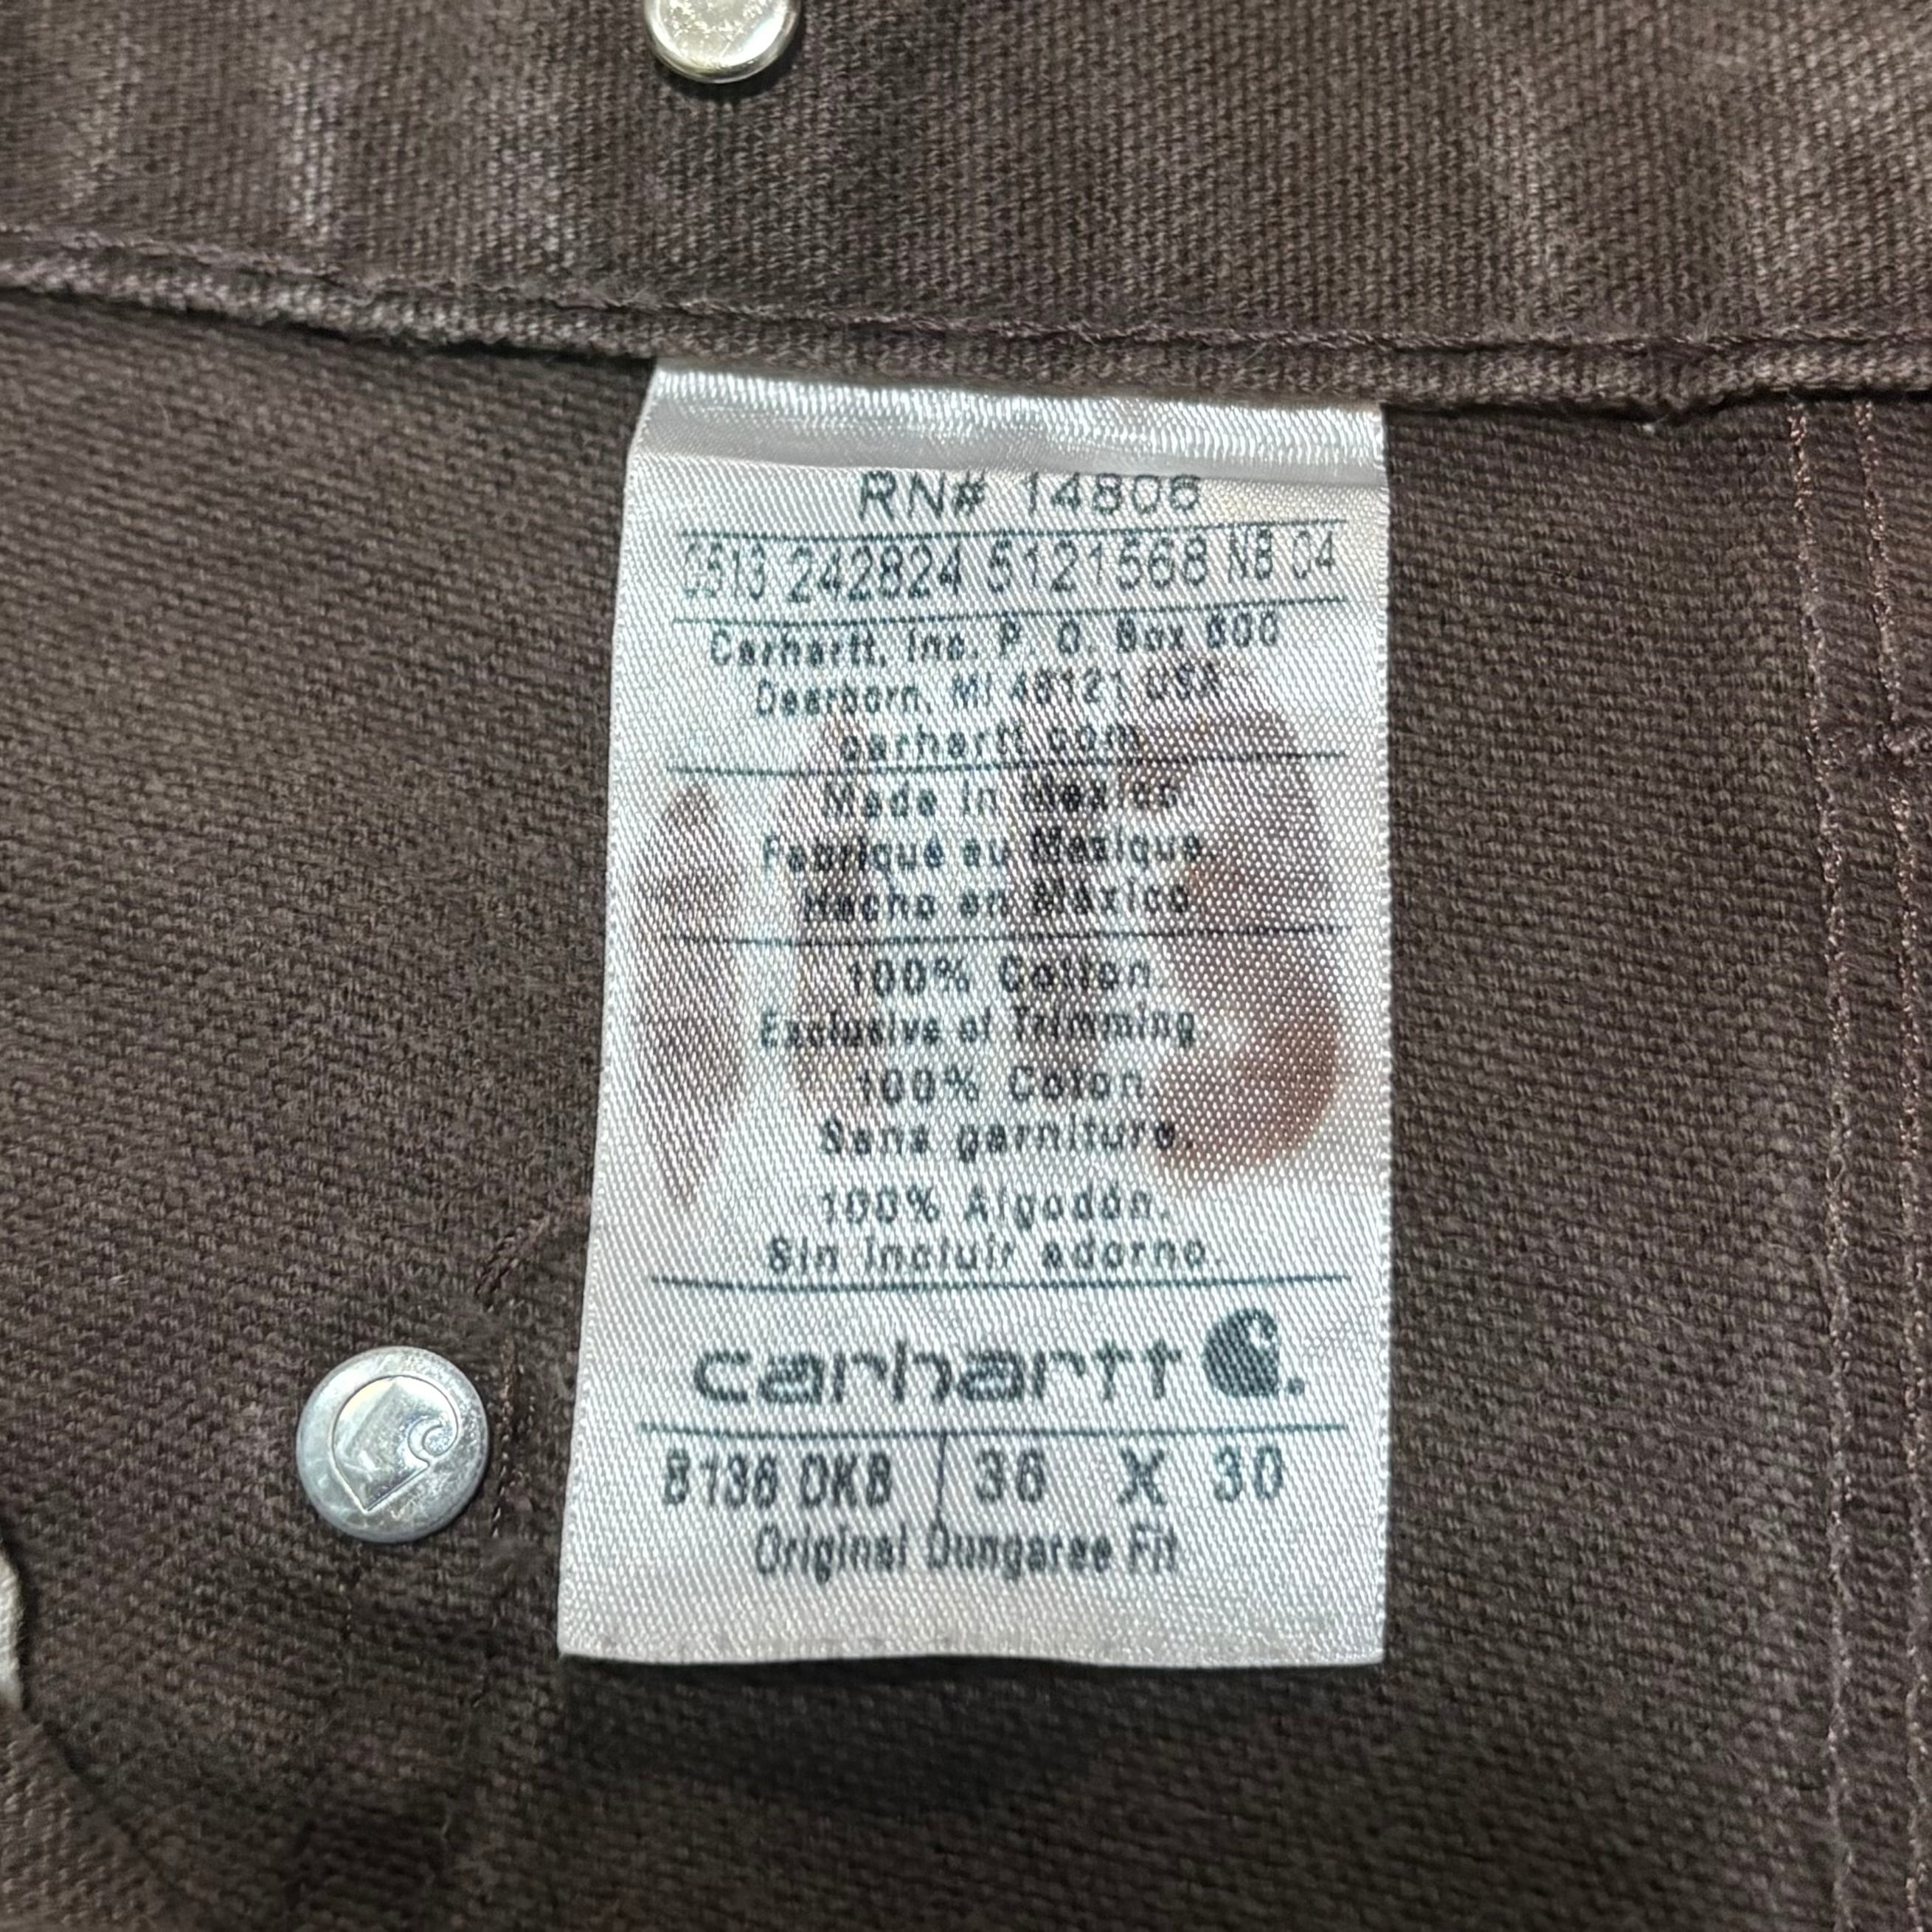 RN# 14806
0513 242824 5121568 NB 04
Carhartt, Inc. P. O. Box 600
Dearborn, MI 48121 USA
carhartt.com
Made in Mexico
Fabriqué au Mexique
Hecho en México
100% Cotton
Exclusive of Trimming
100% Coton
Sans garniture.
100% Algodón.
Sin incluir adorno.
carhartt
B136 DKB 36 X 30
Original Dungaree Fit